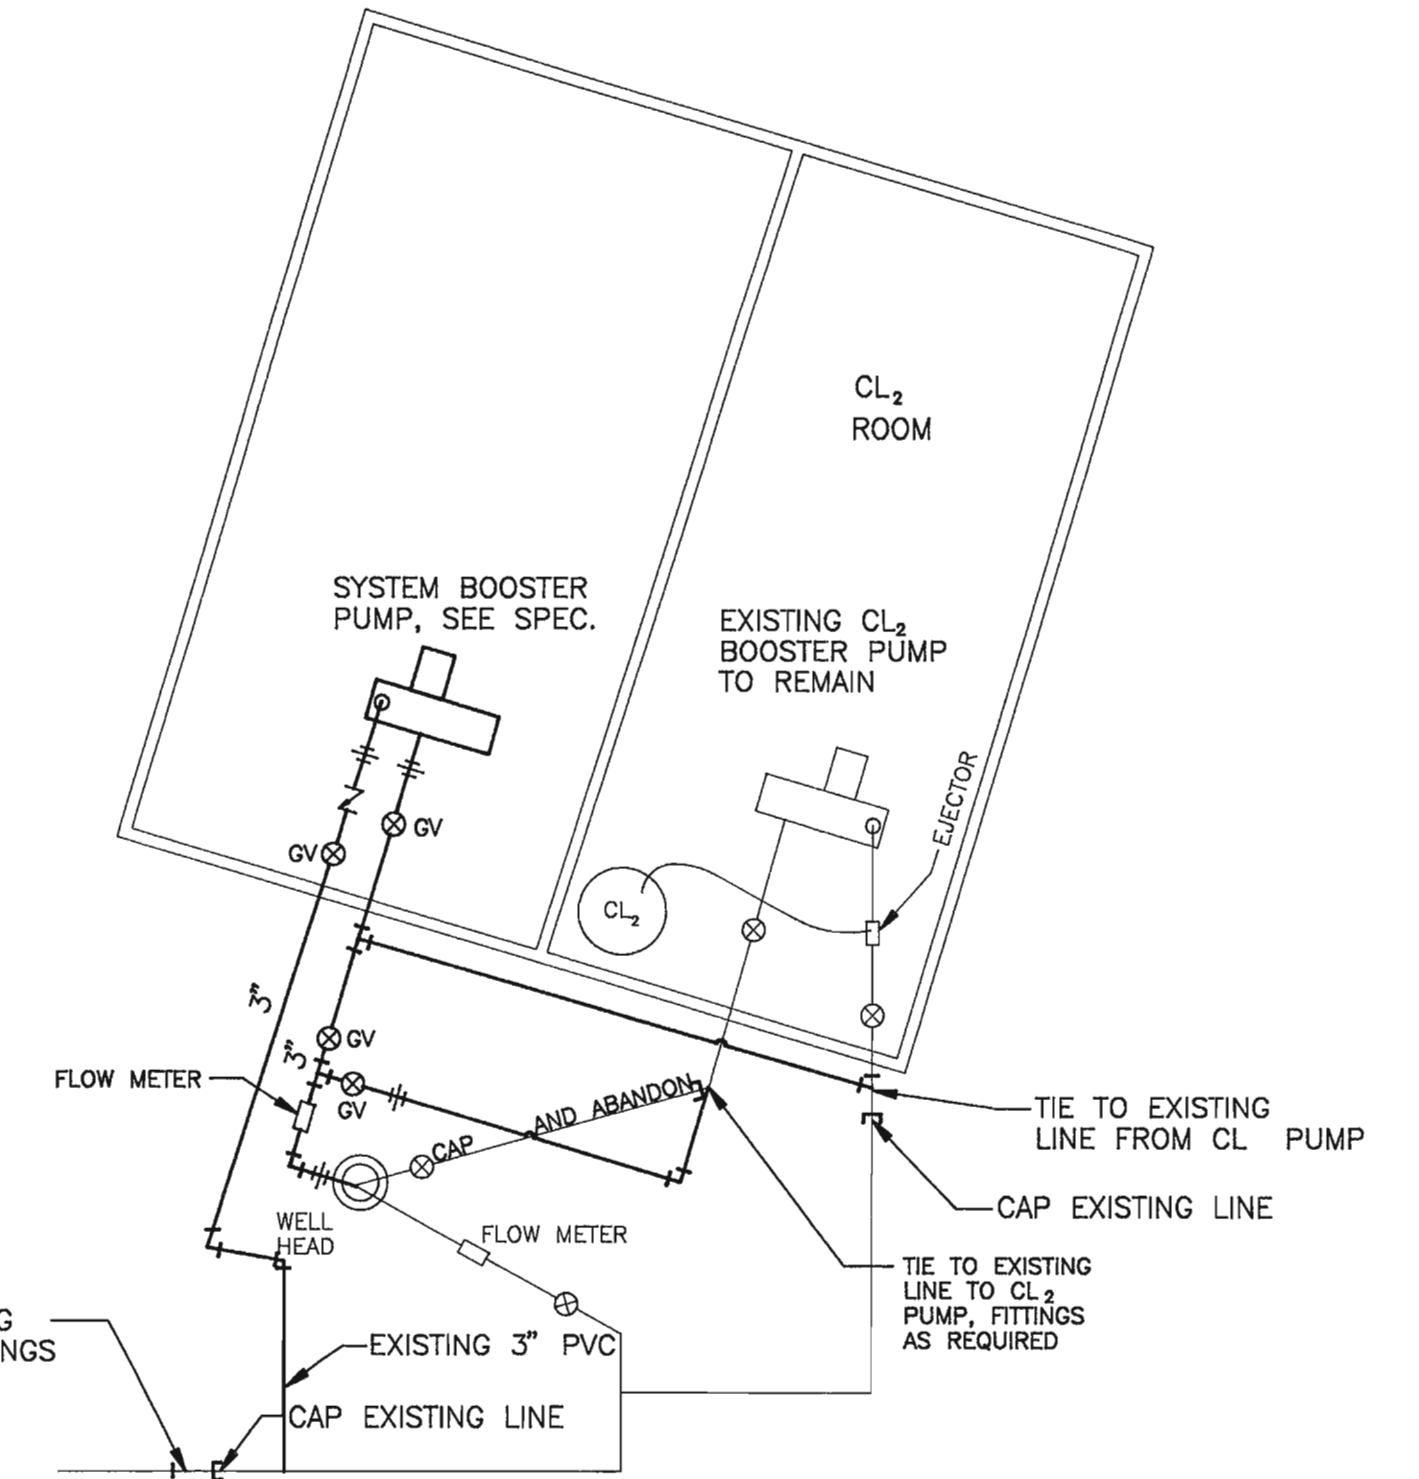 CL₂
ROOM
SYSTEM BOOSTER
PUMP, SEE SPEC.
EXISTING CL₂
BOOSTER PUMP
TO REMAIN
EJECTOR
GV
GV
CL₂
3"
GV
3"
FLOW METER
GV
CAP AND ABANDON
TIE TO EXISTING
LINE FROM CL PUMP
CAP EXISTING LINE
WELL
HEAD
FLOW METER
TIE TO EXISTING
LINE TO CL₂
PUMP, FITTINGS
AS REQUIRED
G
NGS
EXISTING 3" PVC
CAP EXISTING LINE